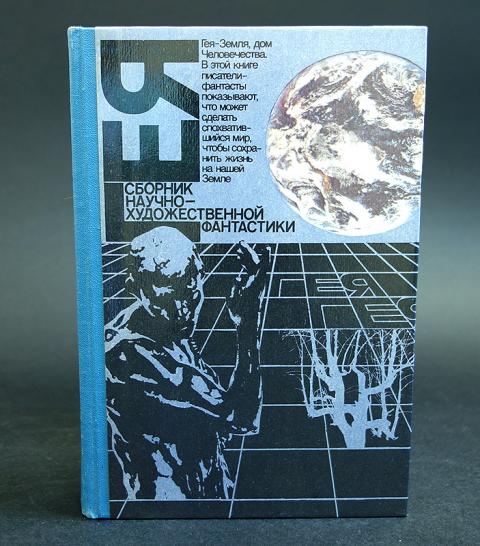 ГЕЯ
Гея-Земля, дом
Человечества.
В этой книге
писатели-
фантасты
показывают,
что может
сделать
спохватив-
шийся мир,
чтобы сохра-
нить жизнь
на нашей
Земле
СБОРНИК
НАУЧНО-
ХУДОЖЕСТВЕННОЙ
ФАНТАСТИКИ
ГЕЯ
ГЕЯ